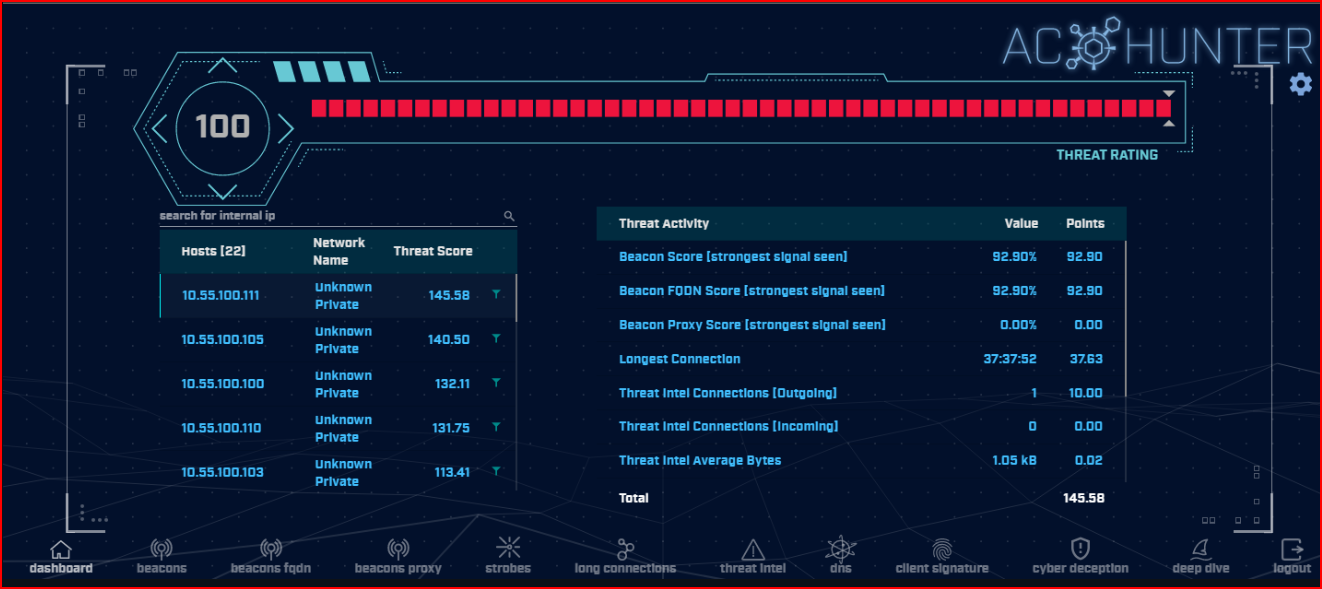 AC HUNTER
100
THREAT RATING
search for internal ip
Hosts [22] Network Name Threat Score
10.55.100.111 Unknown Private 145.58
10.55.100.105 Unknown Private 140.50
10.55.100.100 Unknown Private 132.11
10.55.100.110 Unknown Private 131.75
10.55.100.103 Unknown Private 113.41
Threat Activity Value Points
Beacon Score [strongest signal seen] 92.90% 92.90
Beacon FQDN Score [strongest signal seen] 92.90% 92.90
Beacon Proxy Score [strongest signal seen] 0.00% 0.00
Longest Connection 37:37:52 37.63
Threat Intel Connections [Outgoing] 1 10.00
Threat Intel Connections [Incoming] 0 0.00
Threat Intel Average Bytes 1.05 kB 0.02
Total 145.58
dashboard beacons beacons fqdn beacons proxy strobes long connections threat intel dns client signature cyber deception deep dive logout